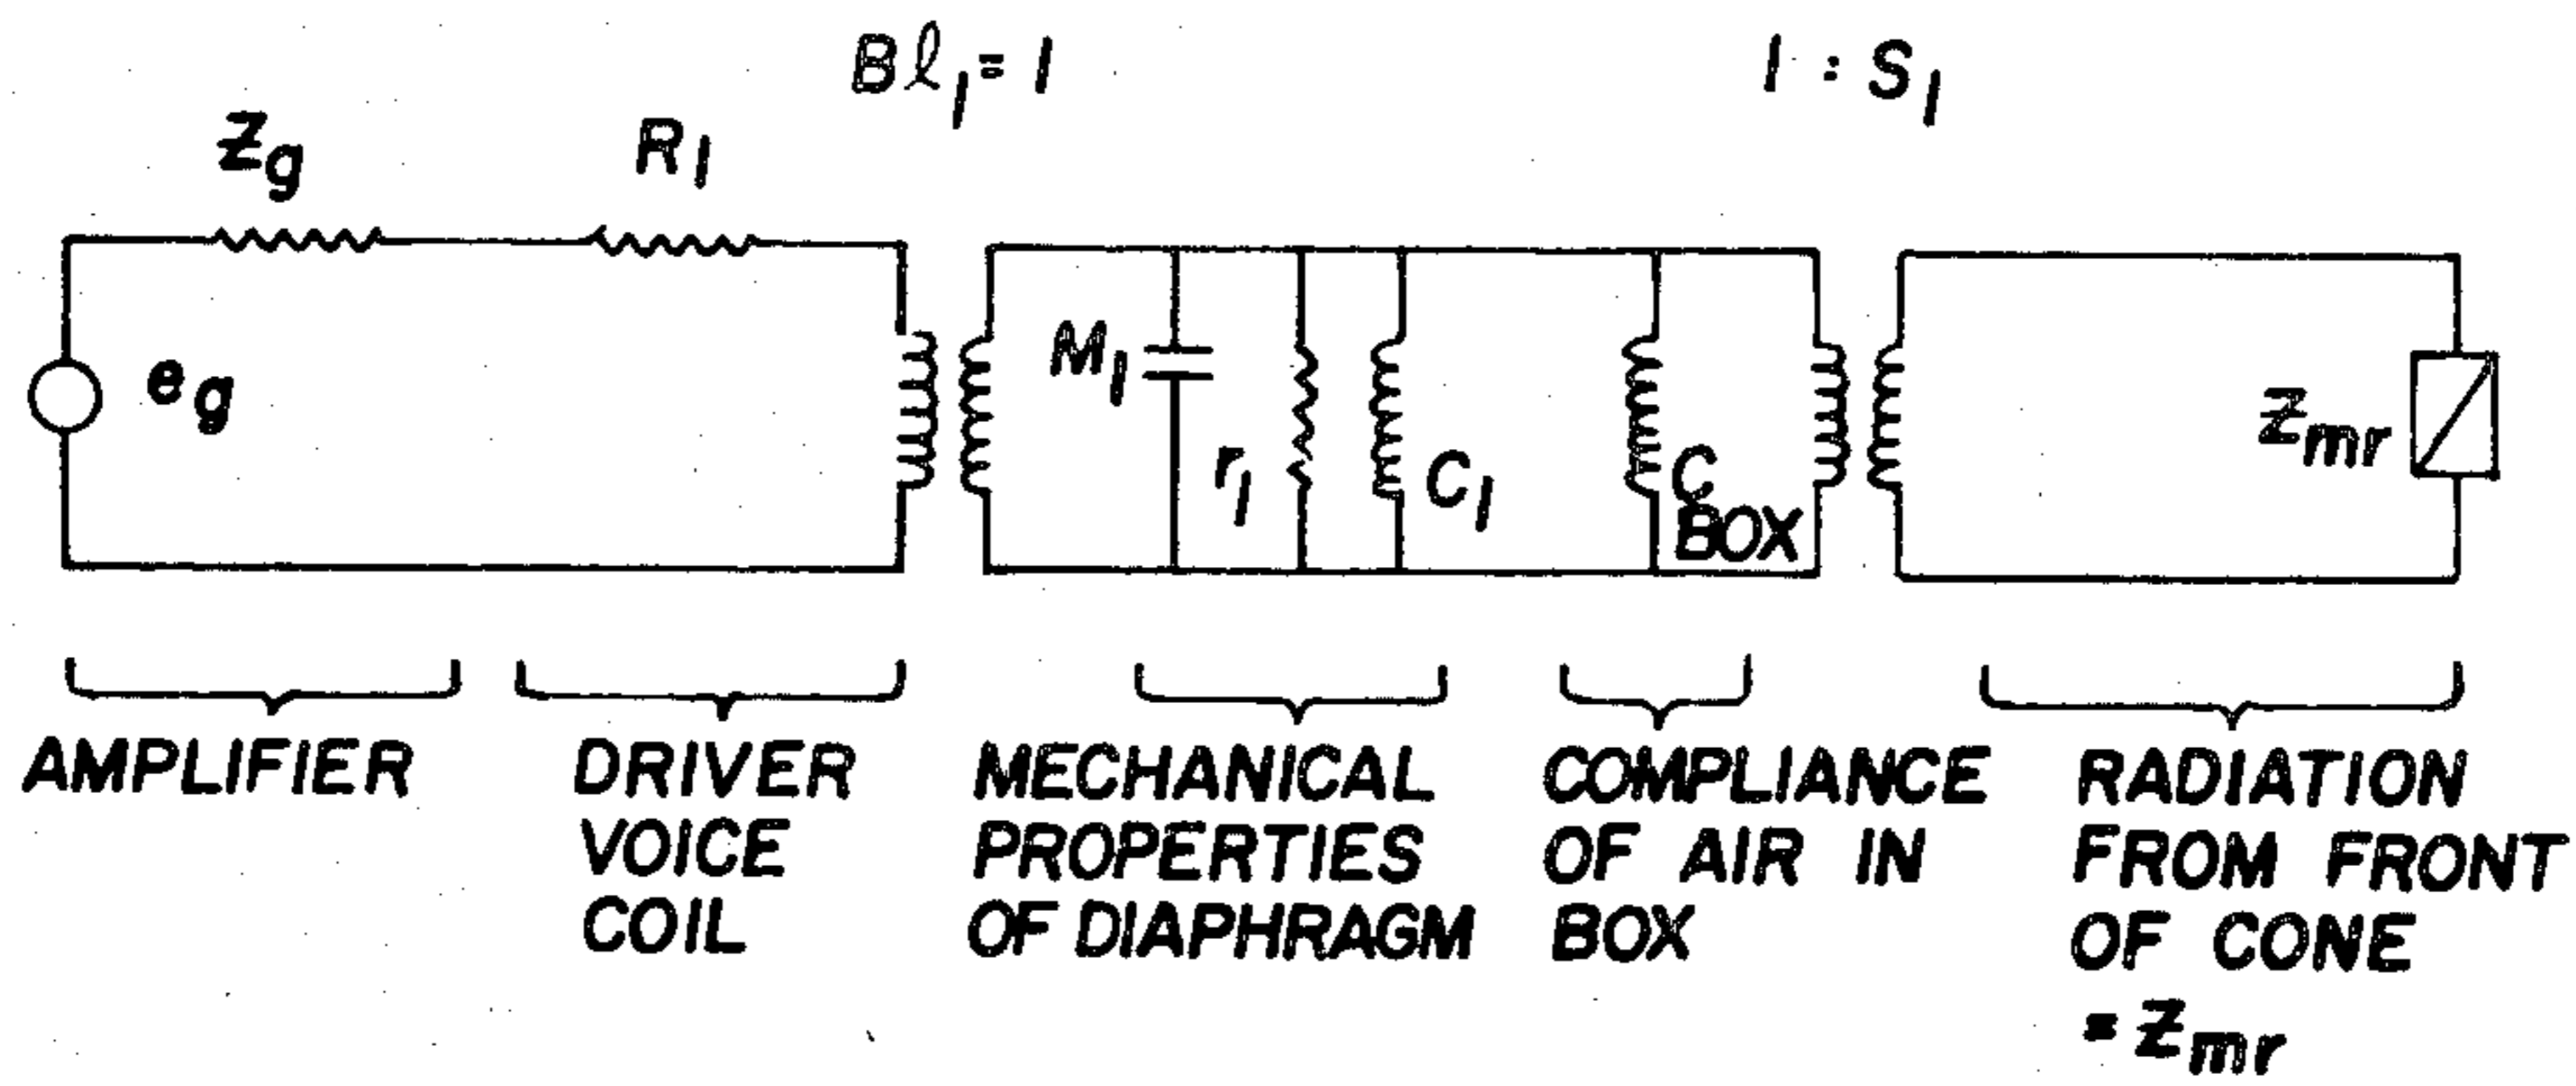 Bl₁ = 1
1 : S₁
Zg
R₁
eg
M₁
r₁
C₁
C BOX
Zmr
AMPLIFIER
DRIVER
VOICE
COIL
MECHANICAL
PROPERTIES
OF DIAPHRAGM
COMPLIANCE
OF AIR IN
BOX
RADIATION
FROM FRONT
OF CONE
= Zmr